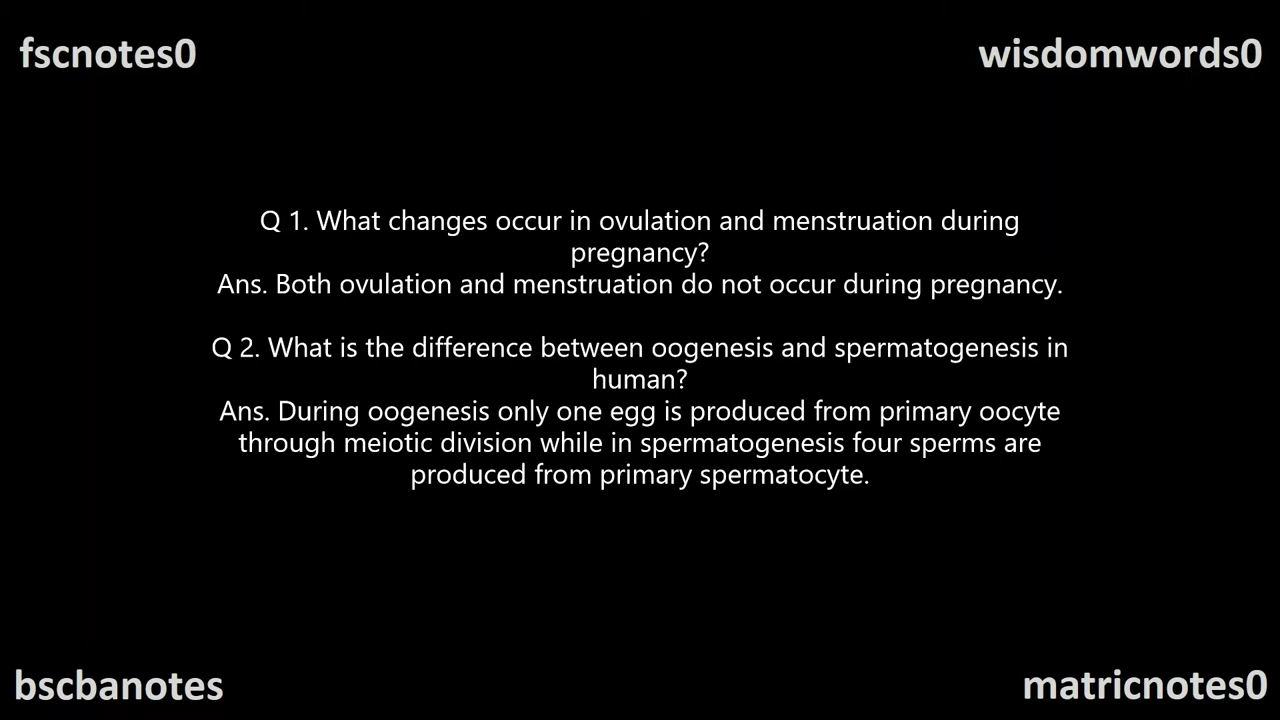 fscnotes0
wisdomwords0
Q 1. What changes occur in ovulation and menstruation during
pregnancy?
Ans. Both ovulation and menstruation do not occur during pregnancy.
Q 2. What is the difference between oogenesis and spermatogenesis in
human?
Ans. During oogenesis only one egg is produced from primary oocyte
through meiotic division while in spermatogenesis four sperms are
produced from primary spermatocyte.
bscbanotes
matricnotes0